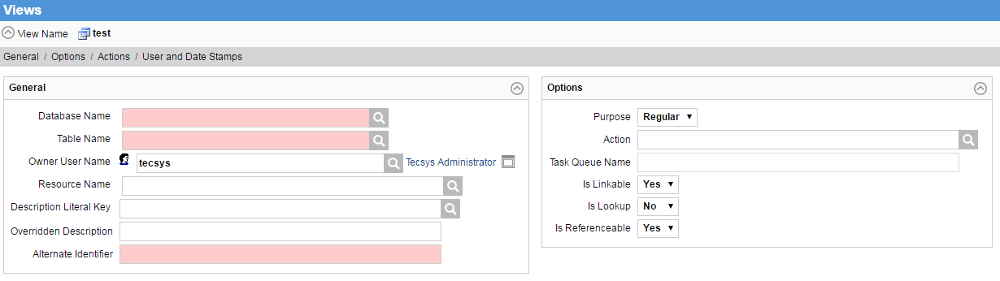 Views
View Name test
General / Options / Actions / User and Date Stamps
General
Database Name
Table Name
Owner User Name tecsys Tecsys Administrator
Resource Name
Description Literal Key
Overridden Description
Alternate Identifier
Options
Purpose Regular
Action
Task Queue Name
Is Linkable Yes
Is Lookup No
Is Referenceable Yes